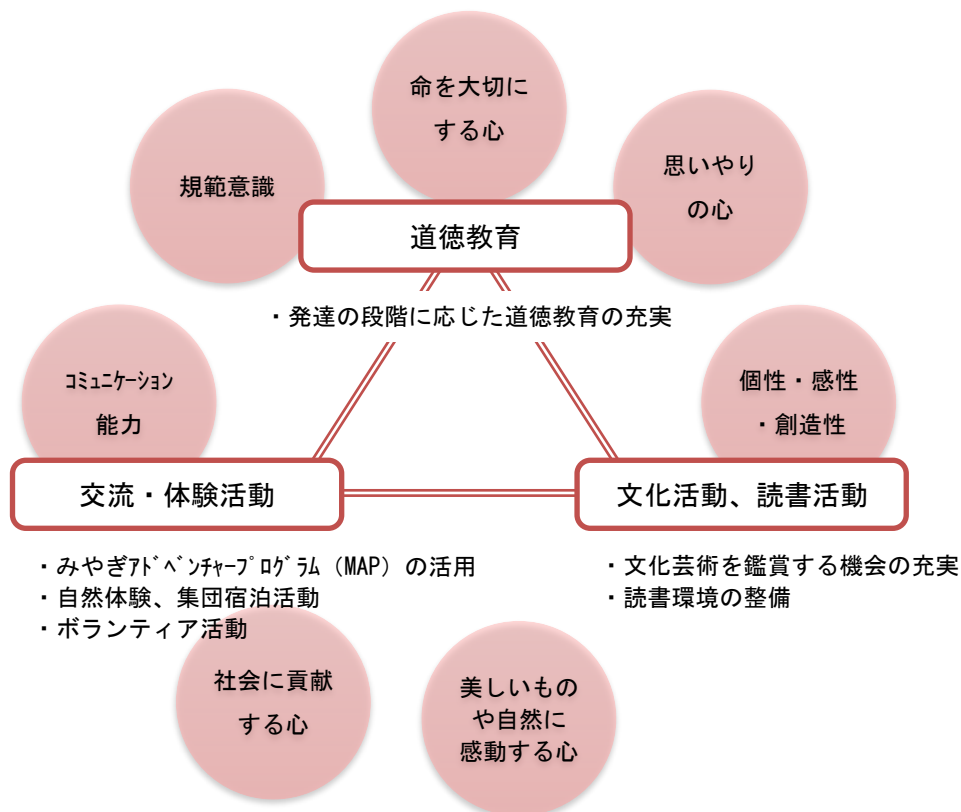 命を大切に
する心
規範意識
思いやり
の心
道徳教育
・発達の段階に応じた道徳教育の充実
ｺﾐｭﾆｹｰｼｮﾝ
能力
個性・感性
・創造性
交流・体験活動
文化活動、読書活動
・みやぎｱﾄﾞﾍﾞﾝﾁｬｰﾌﾟﾛｸﾞﾗﾑ（MAP）の活用
・自然体験、集団宿泊活動
・ボランティア活動
・文化芸術を鑑賞する機会の充実
・読書環境の整備
社会に貢献
する心
美しいもの
や自然に
感動する心